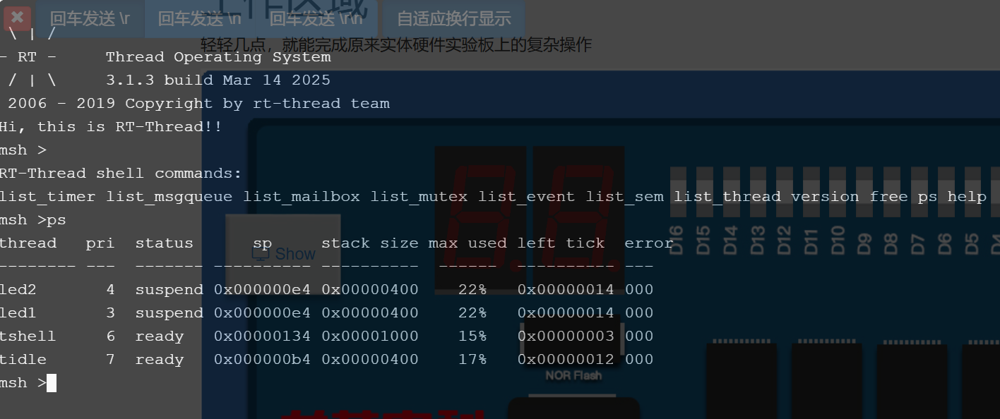 工作区域
回车发送 \r 回车发送 \n 回车发送 \r\n 自适应换行显示
轻轻几点，就能完成原来实体硬件实验板上的复杂操作
\ | /
- RT -     Thread Operating System
/ | \     3.1.3 build Mar 14 2025
2006 - 2019 Copyright by rt-thread team
Hi, this is RT-Thread!!
msh >
RT-Thread shell commands:
list_timer list_msgqueue list_mailbox list_mutex list_event list_sem list_thread version free ps help
msh >ps
thread   pri  status      sp     stack size max used left tick  error
-------- ---  ------- ---------- ----------  ------  ---------- ---
led2       4  suspend 0x000000e4 0x00000400    22%   0x00000014 000
led1       3  suspend 0x000000e4 0x00000400    22%   0x00000014 000
tshell     6  ready   0x00000134 0x00001000    15%   0x00000003 000
tidle      7  ready   0x000000b4 0x00000400    17%   0x00000012 000
msh >
Show
8.8.
D16 D15 D14 D13 D12 D11 D10 D9 D8 D7 D6 D5
NOR Flash